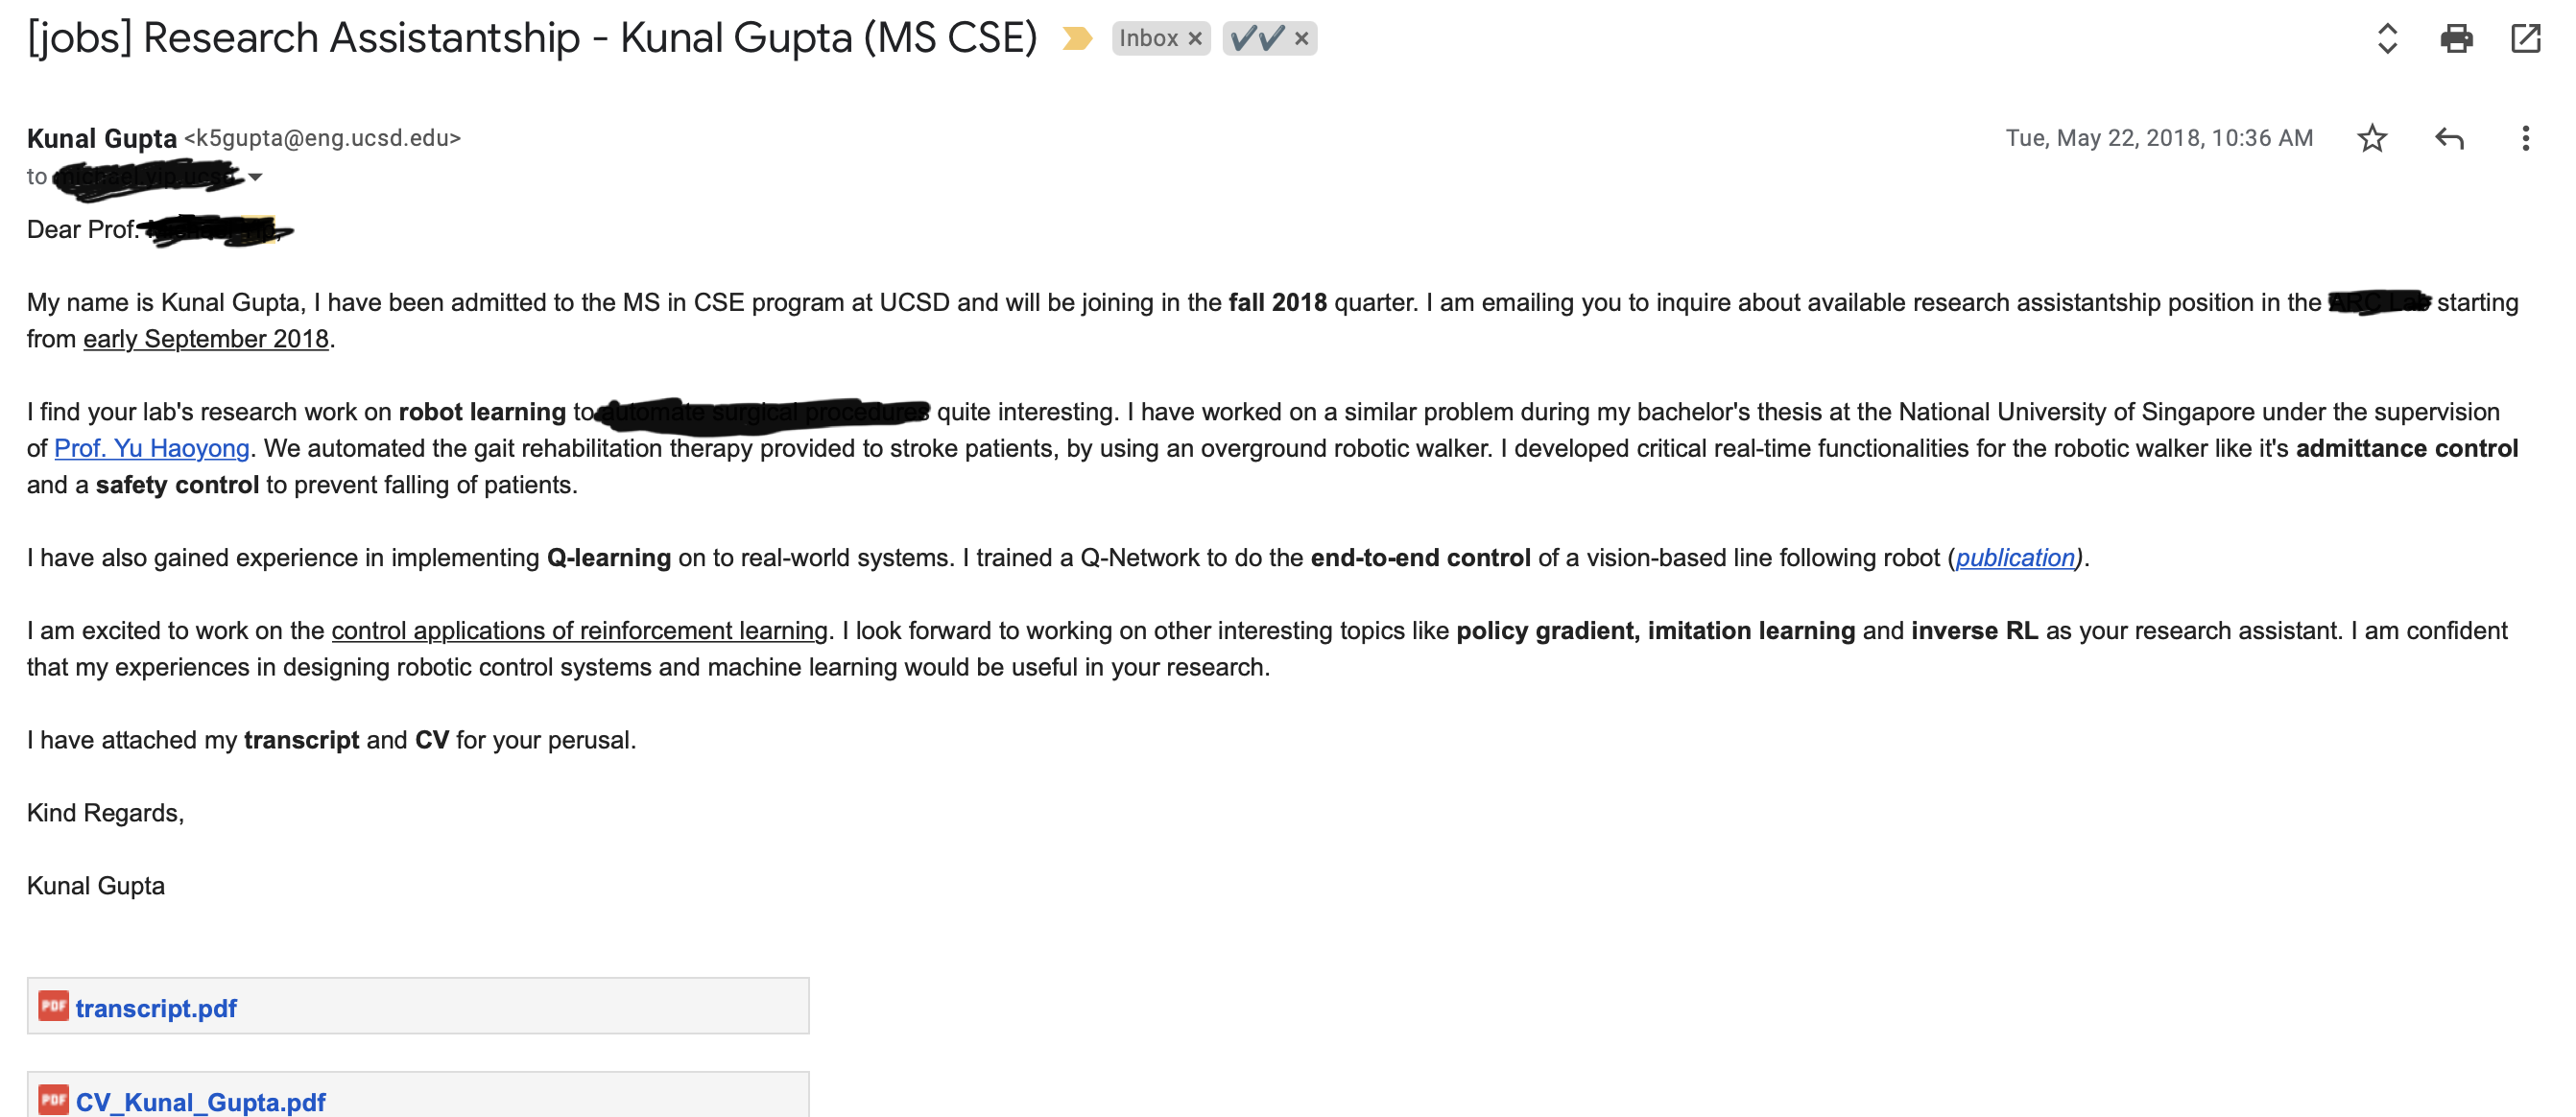 [jobs] Research Assistantship - Kunal Gupta (MS CSE) Inbox × ✔✔ ×
Kunal Gupta <k5gupta@eng.ucsd.edu> Tue, May 22, 2018, 10:36 AM
to
Dear Prof.
My name is Kunal Gupta, I have been admitted to the MS in CSE program at UCSD and will be joining in the fall 2018 quarter. I am emailing you to inquire about available research assistantship position in the starting
from early September 2018.
I find your lab's research work on robot learning to quite interesting. I have worked on a similar problem during my bachelor's thesis at the National University of Singapore under the supervision
of Prof. Yu Haoyong. We automated the gait rehabilitation therapy provided to stroke patients, by using an overground robotic walker. I developed critical real-time functionalities for the robotic walker like it's admittance control
and a safety control to prevent falling of patients.
I have also gained experience in implementing Q-learning on to real-world systems. I trained a Q-Network to do the end-to-end control of a vision-based line following robot (publication).
I am excited to work on the control applications of reinforcement learning. I look forward to working on other interesting topics like policy gradient, imitation learning and inverse RL as your research assistant. I am confident
that my experiences in designing robotic control systems and machine learning would be useful in your research.
I have attached my transcript and CV for your perusal.
Kind Regards,
Kunal Gupta
PDF transcript.pdf
PDF CV_Kunal_Gupta.pdf